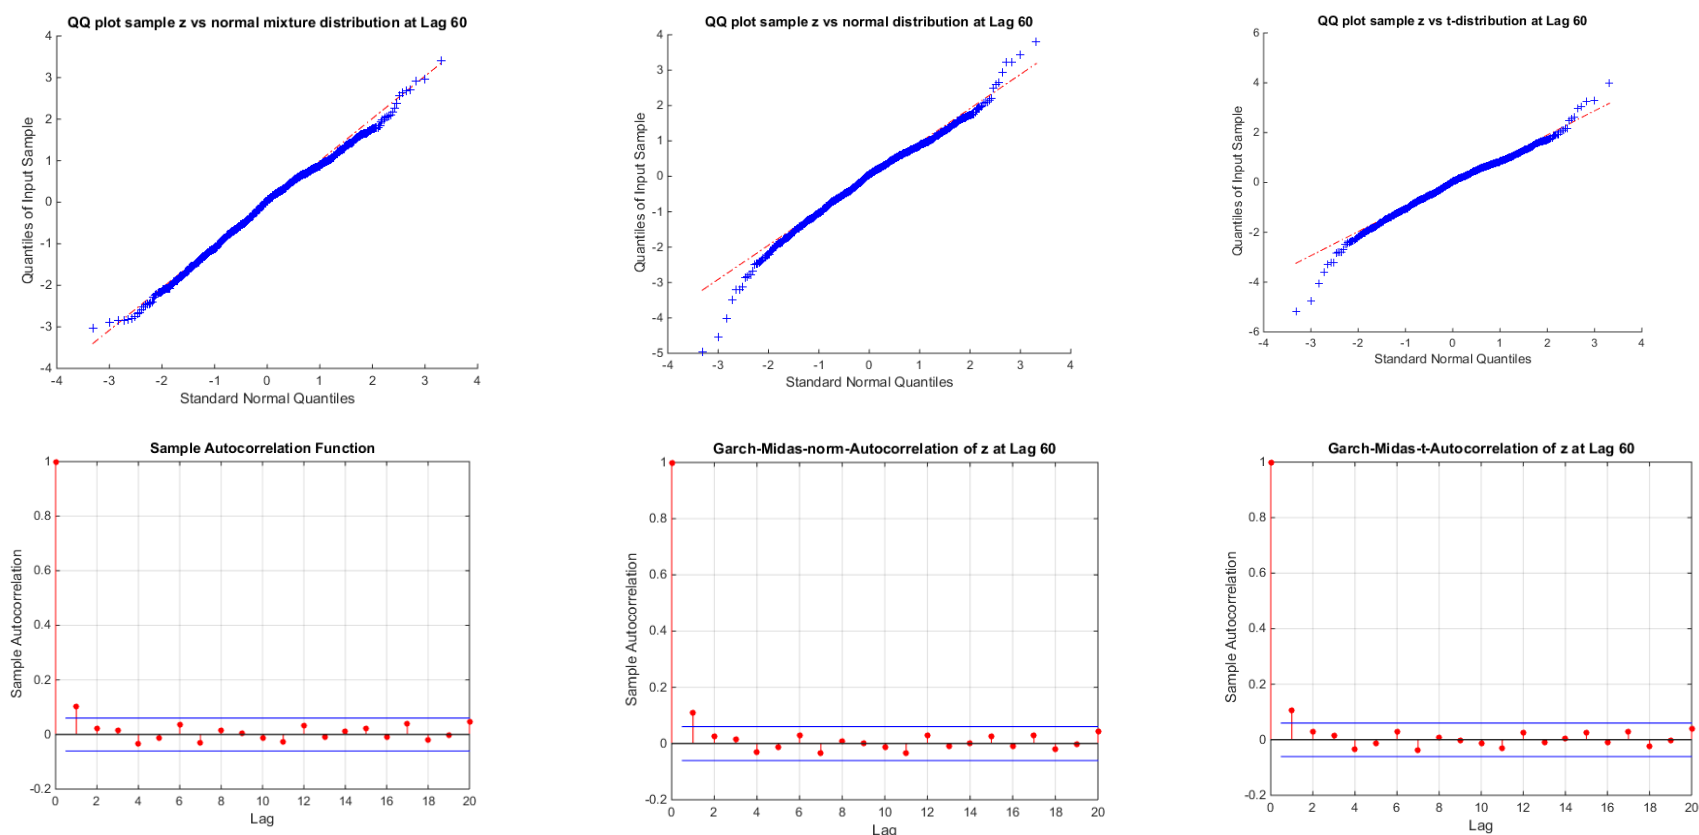 QQ plot sample z vs normal mixture distribution at Lag 60
4
3
2
1
0
-1
-2
-3
-4
Quantiles of Input Sample
-4 -3 -2 -1 0 1 2 3 4
Standard Normal Quantiles
QQ plot sample z vs normal distribution at Lag 60
4
3
2
1
0
-1
-2
-3
-4
-5
Quantiles of Input Sample
-4 -3 -2 -1 0 1 2 3 4
Standard Normal Quantiles
QQ plot sample z vs t-distribution at Lag 60
6
4
2
0
-2
-4
-6
Quantiles of Input Sample
-4 -3 -2 -1 0 1 2 3 4
Standard Normal Quantiles
Sample Autocorrelation Function
1
0.8
0.6
0.4
0.2
0
-0.2
Sample Autocorrelation
0 2 4 6 8 10 12 14 16 18 20
Lag
Garch-Midas-norm-Autocorrelation of z at Lag 60
1
0.8
0.6
0.4
0.2
0
-0.2
Sample Autocorrelation
0 2 4 6 8 10 12 14 16 18 20
Lag
Garch-Midas-t-Autocorrelation of z at Lag 60
1
0.8
0.6
0.4
0.2
0
-0.2
Sample Autocorrelation
0 2 4 6 8 10 12 14 16 18 20
Lag